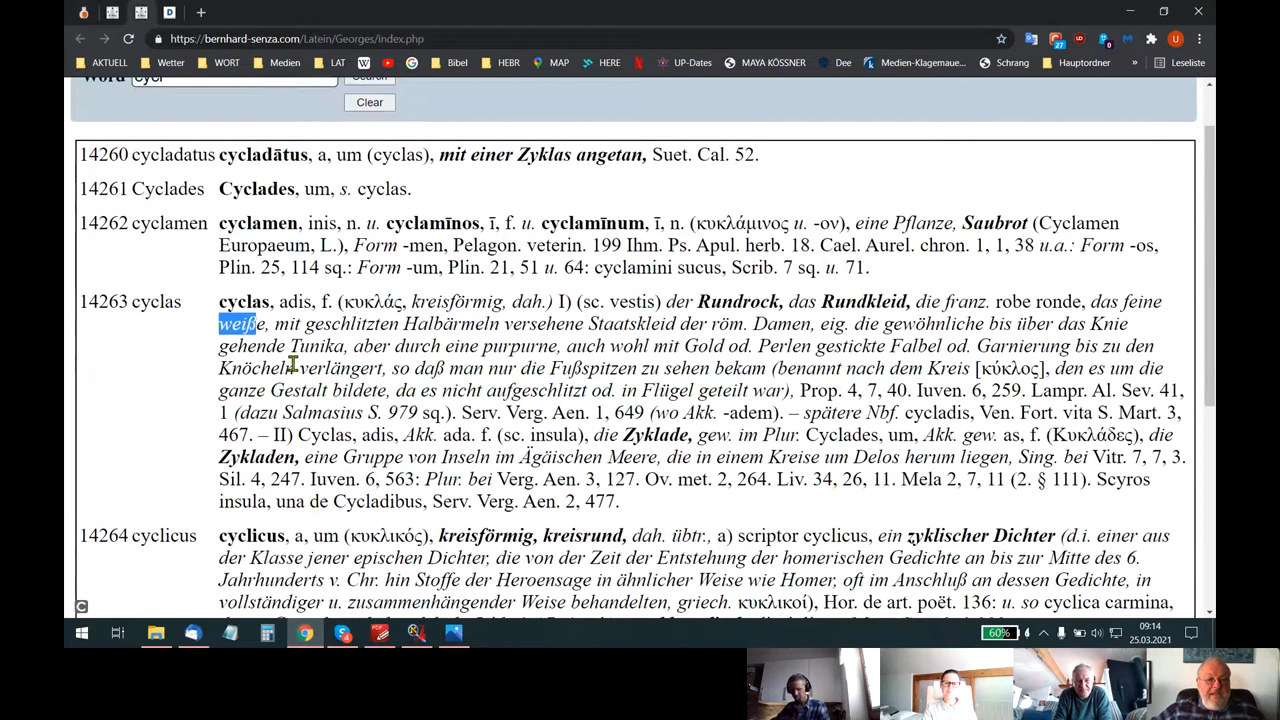 https://bernhard-senza.com/Latein/Georges/index.php
27
0
U
AKTUELL Wetter WORT Medien LAT Bibel HEBR MAP HERE UP-Dates MAYA KÖSSNER Dee Medien-Klagemaue... Schrang Hauptordner » Leseliste
Clear
14260 cycladatus cycladātus, a, um (cyclas), mit einer Zyklas angetan, Suet. Cal. 52.
14261 Cyclades Cyclades, um, s. cyclas.
14262 cyclamen cyclamen, inis, n. u. cyclamīnos, ī, f. u. cyclamīnum, ī, n. (κυκλάμινος u. -ον), eine Pflanze, Saubrot (Cyclamen
Europaeum, L.), Form -men, Pelagon. veterin. 199 Ihm. Ps. Apul. herb. 18. Cael. Aurel. chron. 1, 1, 38 u.a.: Form -os,
Plin. 25, 114 sq.: Form -um, Plin. 21, 51 u. 64: cyclamini sucus, Scrib. 7 sq. u. 71.
14263 cyclas cyclas, adis, f. (κυκλάς, kreisförmig, dah.) I) (sc. vestis) der Rundrock, das Rundkleid, die franz. robe ronde, das feine
weiße, mit geschlitzten Halbärmeln versehene Staatskleid der röm. Damen, eig. die gewöhnliche bis über das Knie
gehende Tunika, aber durch eine purpurne, auch wohl mit Gold od. Perlen gestickte Falbel od. Garnierung bis zu den
Knöcheln verlängert, so daß man nur die Fußspitzen zu sehen bekam (benannt nach dem Kreis [κύκλος], den es um die
ganze Gestalt bildete, da es nicht aufgeschlitzt od. in Flügel geteilt war), Prop. 4, 7, 40. Iuven. 6, 259. Lampr. Al. Sev. 41,
1 (dazu Salmasius S. 979 sq.). Serv. Verg. Aen. 1, 649 (wo Akk. -adem). – spätere Nbf. cycladis, Ven. Fort. vita S. Mart. 3,
467. – II) Cyclas, adis, Akk. ada. f. (sc. insula), die Zyklade, gew. im Plur. Cyclades, um, Akk. gew. as, f. (Κυκλάδες), die
Zykladen, eine Gruppe von Inseln im Ägäischen Meere, die in einem Kreise um Delos herum liegen, Sing. bei Vitr. 7, 7, 3.
Sil. 4, 247. Iuven. 6, 563: Plur. bei Verg. Aen. 3, 127. Ov. met. 2, 264. Liv. 34, 26, 11. Mela 2, 7, 11 (2. § 111). Scyros
insula, una de Cycladibus, Serv. Verg. Aen. 2, 477.
14264 cyclicus cyclicus, a, um (κυκλικός), kreisförmig, kreisrund, dah. übtr., a) scriptor cyclicus, ein zyklischer Dichter (d.i. einer aus
der Klasse jener epischen Dichter, die von der Zeit der Entstehung der homerischen Gedichte an bis zur Mitte des 6.
Jahrhunderts v. Chr. hin Stoffe der Heroensage in ähnlicher Weise wie Homer, oft im Anschluß an dessen Gedichte, in
vollständiger u. zusammenhängender Weise behandelten, griech. κυκλικοί), Hor. de art. poët. 136: u. so cyclica carmina,
60%
09:14
25.03.2021